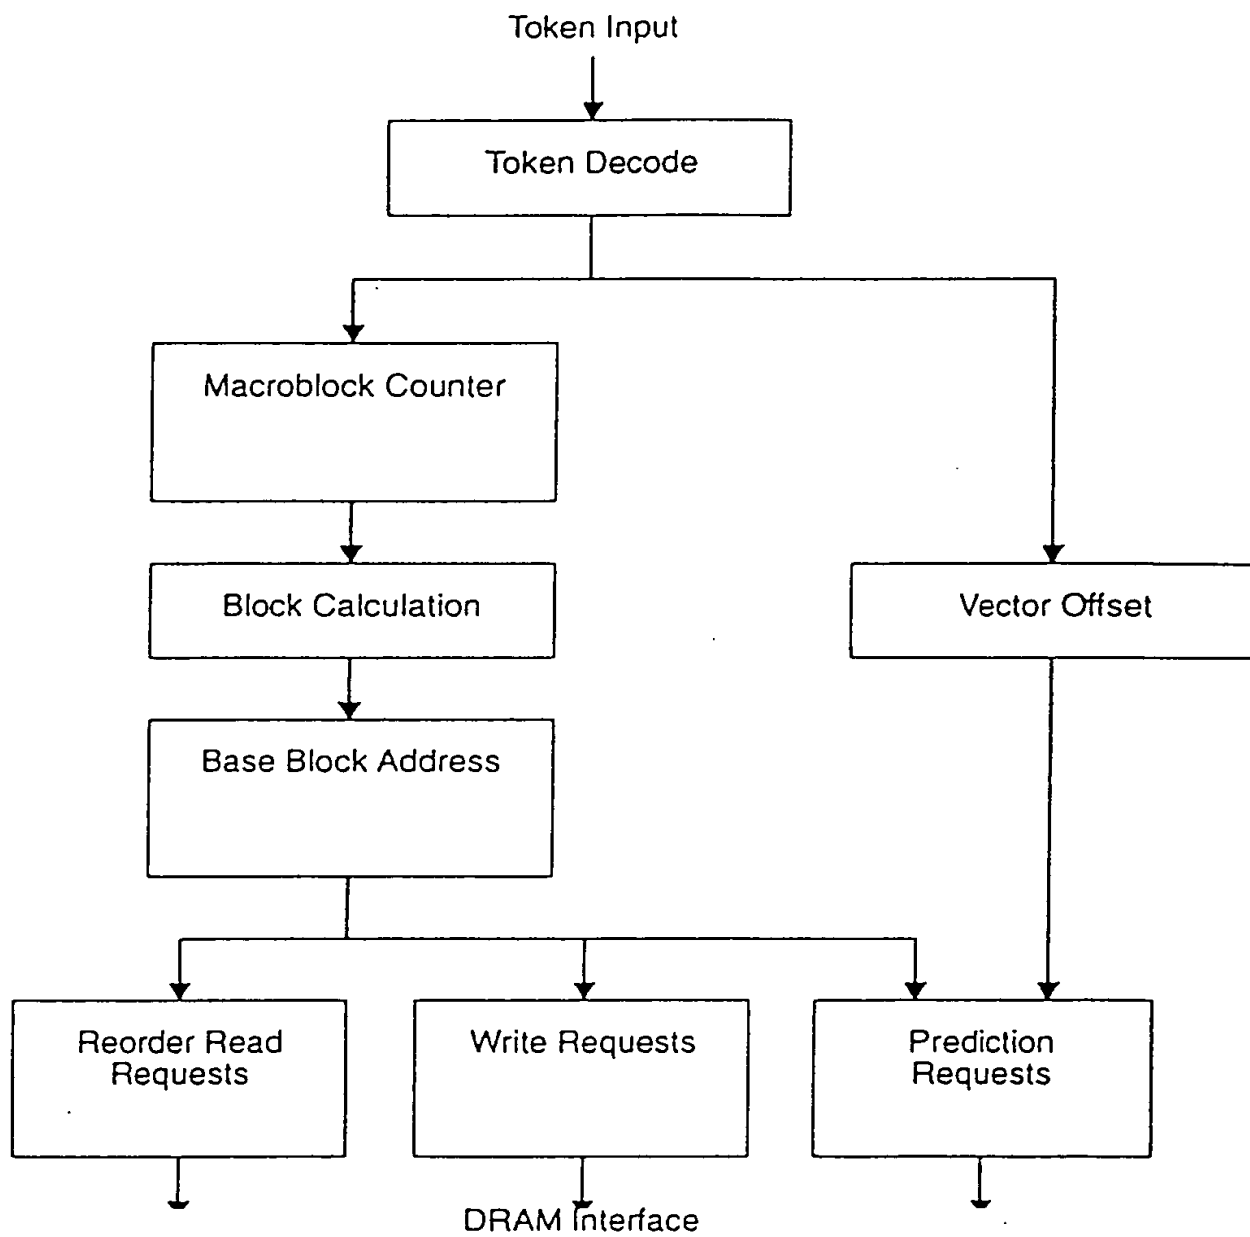 Token Input
Token Decode
Macroblock Counter
Block Calculation
Vector Offset
Base Block Address
Reorder Read
Requests
Write Requests
Prediction
Requests
DRAM Interface